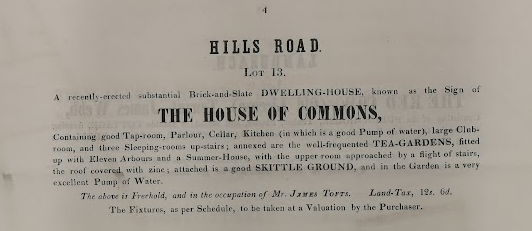 4
HILLS ROAD.
LOT 13.
A recently-erected substantial Brick-and-Slate DWELLING-HOUSE, known as the Sign of
THE HOUSE OF COMMONS,
Containing good Tap-room, Parlour, Cellar, Kitchen (in which is a good Pump of water), large Club-
room, and three Sleeping-rooms up-stairs; annexed are the well-frequented TEA-GARDENS, fitted
up with Eleven Arbours and a Summer-House, with the upper room approached by a flight of stairs,
the roof covered with zinc; attached is a good SKITTLE GROUND, and in the Garden is a very
excellent Pump of Water.
The above is Freehold, and in the occupation of Mr. JAMES TOFTS. Land-Tax, 12s. 6d.
The Fixtures, as per Schedule, to be taken at a Valuation by the Purchaser.